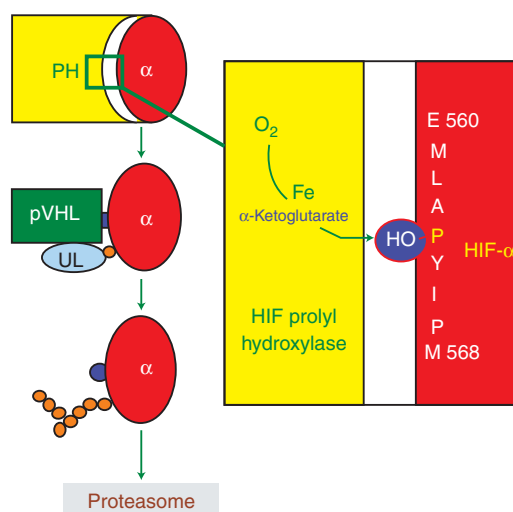 PH
α
pVHL
α
UL
α
Proteasome
O2
Fe
α-Ketoglutarate
HO
HIF prolyl
hydroxylase
E 560
M
L
A
P
Y
I
P
M 568
HIF-α